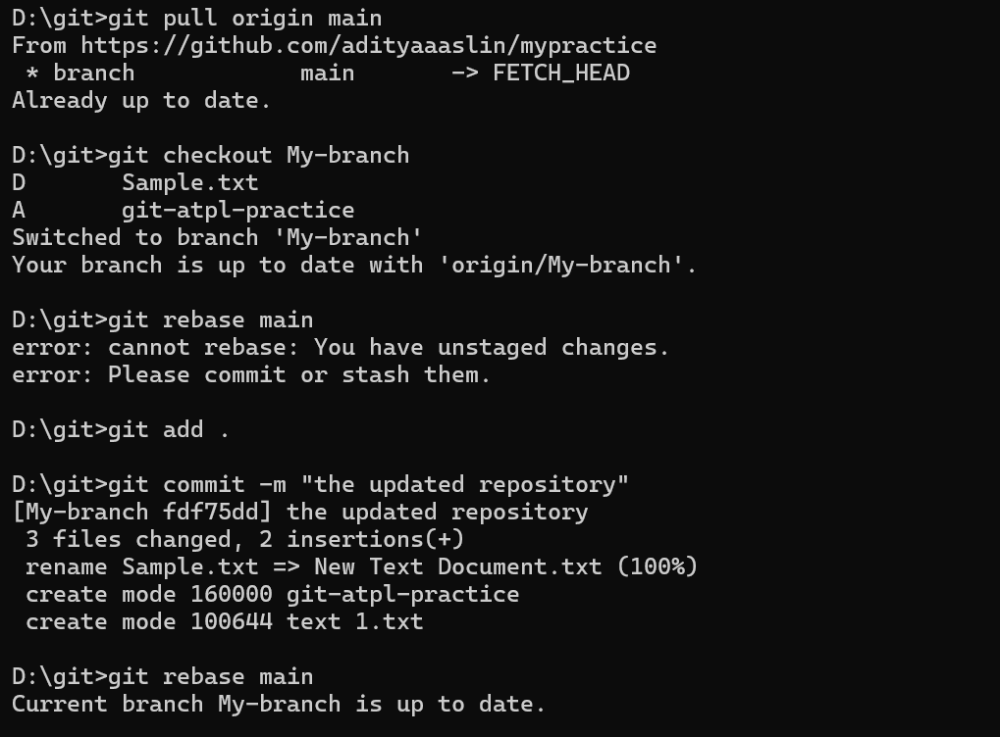 D:\git>git pull origin main
From https://github.com/adityaaaslin/mypractice
 * branch            main       -> FETCH_HEAD
Already up to date.

D:\git>git checkout My-branch
D       Sample.txt
A       git-atpl-practice
Switched to branch 'My-branch'
Your branch is up to date with 'origin/My-branch'.

D:\git>git rebase main
error: cannot rebase: You have unstaged changes.
error: Please commit or stash them.

D:\git>git add .

D:\git>git commit -m "the updated repository"
[My-branch fdf75dd] the updated repository
 3 files changed, 2 insertions(+)
 rename Sample.txt => New Text Document.txt (100%)
 create mode 160000 git-atpl-practice
 create mode 100644 text 1.txt

D:\git>git rebase main
Current branch My-branch is up to date.